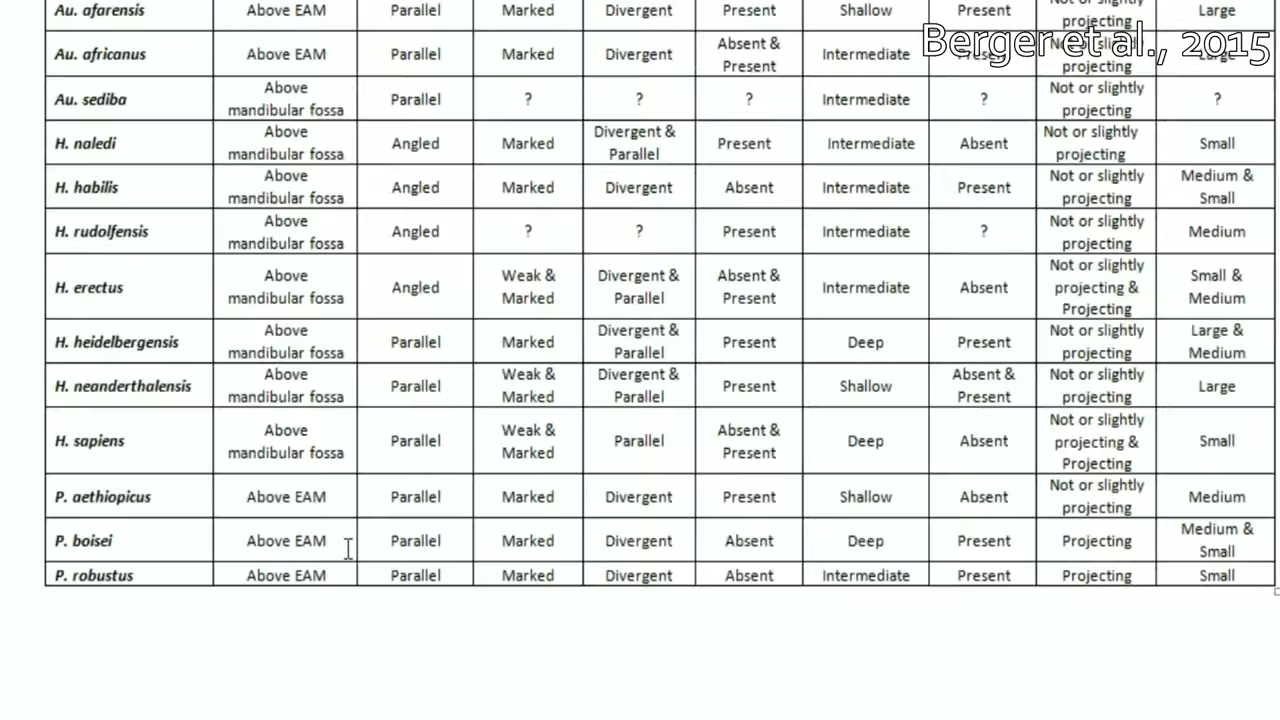 Au. afarensis Above EAM Parallel Marked Divergent Present Shallow Present Not or slightly projecting Large
Berger et al., 2015
Au. africanus Above EAM Parallel Marked Divergent Absent & Present Intermediate Present Not or slightly projecting Large
Au. sediba Above mandibular fossa Parallel ? ? ? Intermediate ? Not or slightly projecting ?
H. naledi Above mandibular fossa Angled Marked Divergent & Parallel Present Intermediate Absent Not or slightly projecting Small
H. habilis Above mandibular fossa Angled Marked Divergent Absent Intermediate Present Not or slightly projecting Medium & Small
H. rudolfensis Above mandibular fossa Angled ? ? Present Intermediate ? Not or slightly projecting Medium
H. erectus Above mandibular fossa Angled Weak & Marked Divergent & Parallel Absent & Present Intermediate Absent Not or slightly projecting & Projecting Small & Medium
H. heidelbergensis Above mandibular fossa Parallel Marked Divergent & Parallel Present Deep Present Not or slightly projecting Large & Medium
H. neanderthalensis Above mandibular fossa Parallel Weak & Marked Divergent & Parallel Present Shallow Absent & Present Not or slightly projecting Large
H. sapiens Above mandibular fossa Parallel Weak & Marked Parallel Absent & Present Deep Absent Not or slightly projecting & Projecting Small
P. aethiopicus Above EAM Parallel Marked Divergent Present Shallow Absent Not or slightly projecting Medium
P. boisei Above EAM Parallel Marked Divergent Absent Deep Present Projecting Medium & Small
P. robustus Above EAM Parallel Marked Divergent Absent Intermediate Present Projecting Small